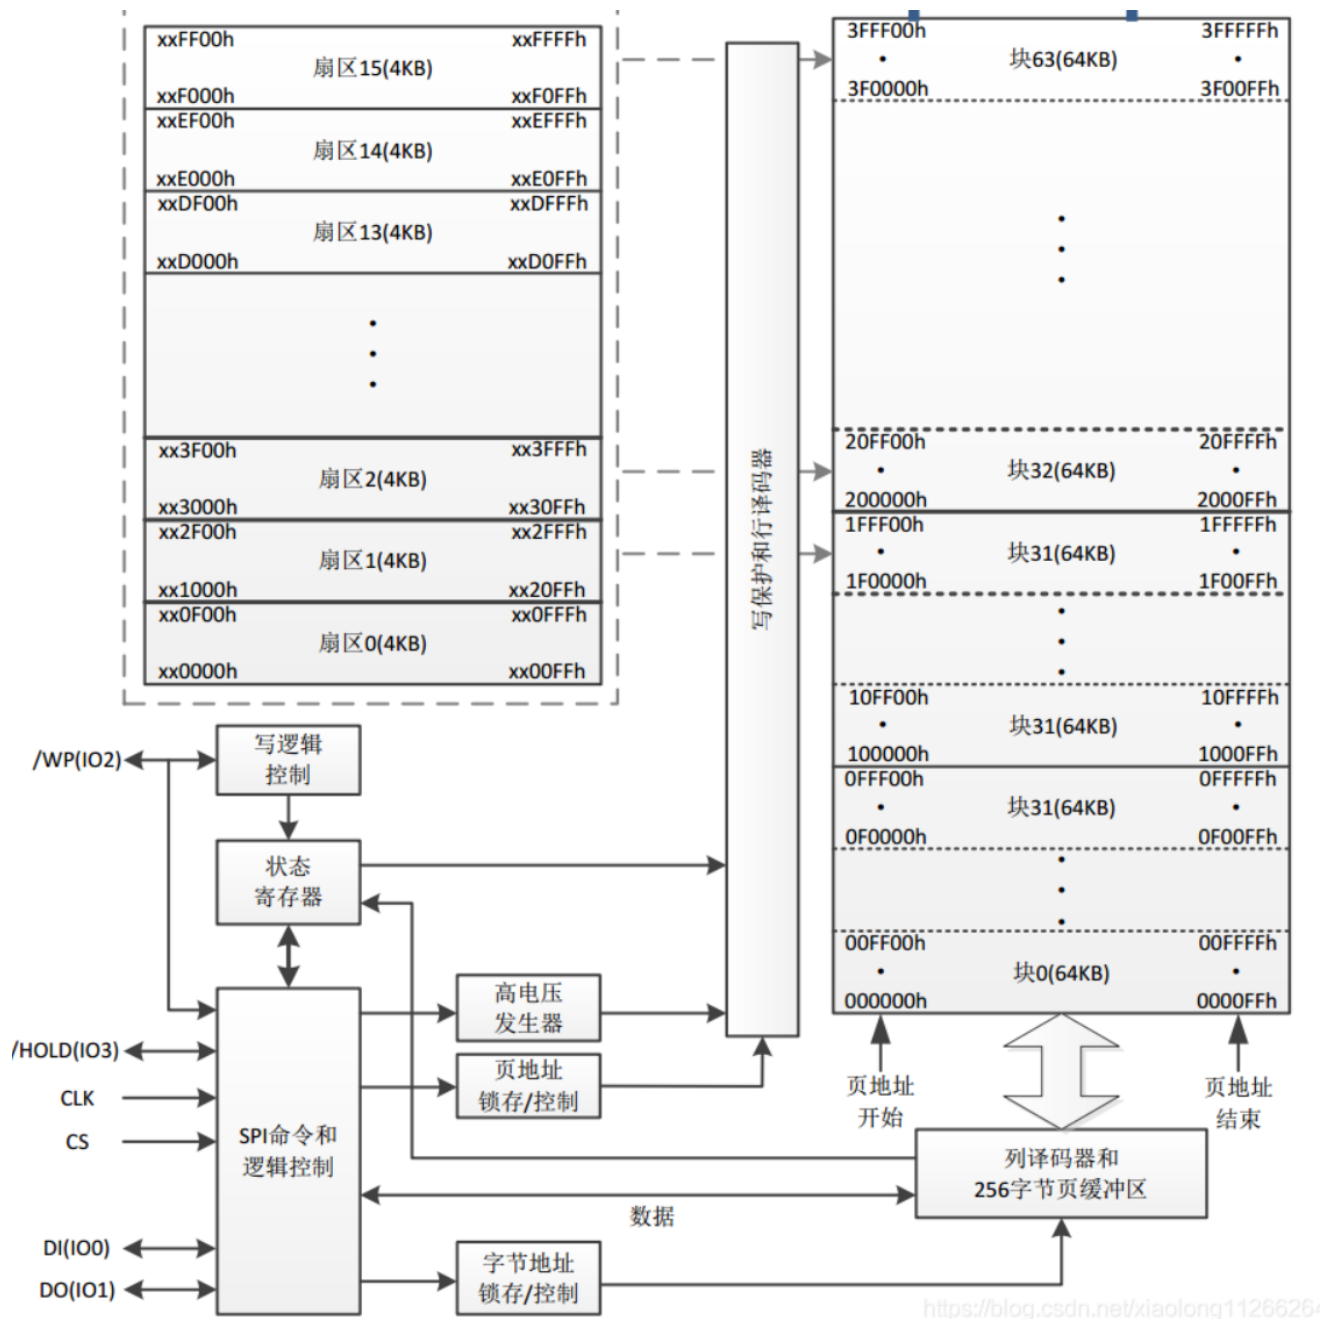 xxFF00h xxFFFFh
扇区15(4KB)
xxF000h xxF0FFh
xxEF00h xxEFFFh
扇区14(4KB)
xxE000h xxE0FFh
xxDF00h xxDFFFh
扇区13(4KB)
xxD000h xxD0FFh
xx3F00h xx3FFFh
扇区2(4KB)
xx3000h xx30FFh
xx2F00h xx2FFFh
扇区1(4KB)
xx1000h xx20FFh
xx0F00h xx0FFFh
扇区0(4KB)
xx0000h xx00FFh
写保护和行译码器
3FFF00h 3FFFFFh
块63(64KB)
3F0000h 3F00FFh
20FF00h 20FFFFh
块32(64KB)
200000h 2000FFh
1FFF00h 1FFFFFh
块31(64KB)
1F0000h 1F00FFh
10FF00h 10FFFFh
块31(64KB)
100000h 1000FFh
0FFF00h 0FFFFFh
块31(64KB)
0F0000h 0F00FFh
00FF00h 00FFFFh
块0(64KB)
000000h 0000FFh
页地址
开始
页地址
结束
/WP(IO2)
写逻辑
控制
状态
寄存器
高电压
发生器
/HOLD(IO3)
页地址
锁存/控制
CLK
CS
SPI命令和
逻辑控制
列译码器和
256字节页缓冲区
数据
DI(IO0)
DO(IO1)
字节地址
锁存/控制
https://blog.csdn.net/xiaolong1126626